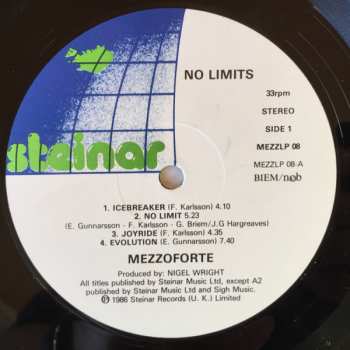 NO LIMITS
33rpm
STEREO
SIDE 1
MEZZLP 08
MEZZLP 08-A
BIEM/n©b
steinar
1. ICEBREAKER (F. Karlsson) 4.10
2. NO LIMIT 5.23
(E. Gunnarsson - F. Karlsson - G. Briem/J.G Hargreaves)
3. JOYRIDE (F. Karlsson) 4.35
4. EVOLUTION (E. Gunnarsson) 7.40
MEZZOFORTE
Produced by: NIGEL WRIGHT
All titles published by Steinar Music Ltd, except A2
published by Steinar Music Ltd and Sigh Music.
℗ 1986 Steinar Records (U. K.) Limited